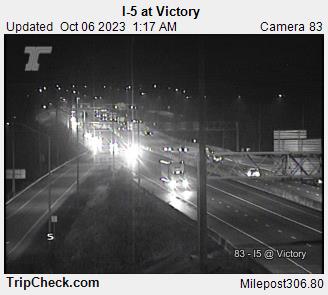 I-5 at Victory
Updated Oct 06 2023 1:17 AM Camera 83
T
S
83 - I5 @ Victory
TripCheck.com Milepost306.80